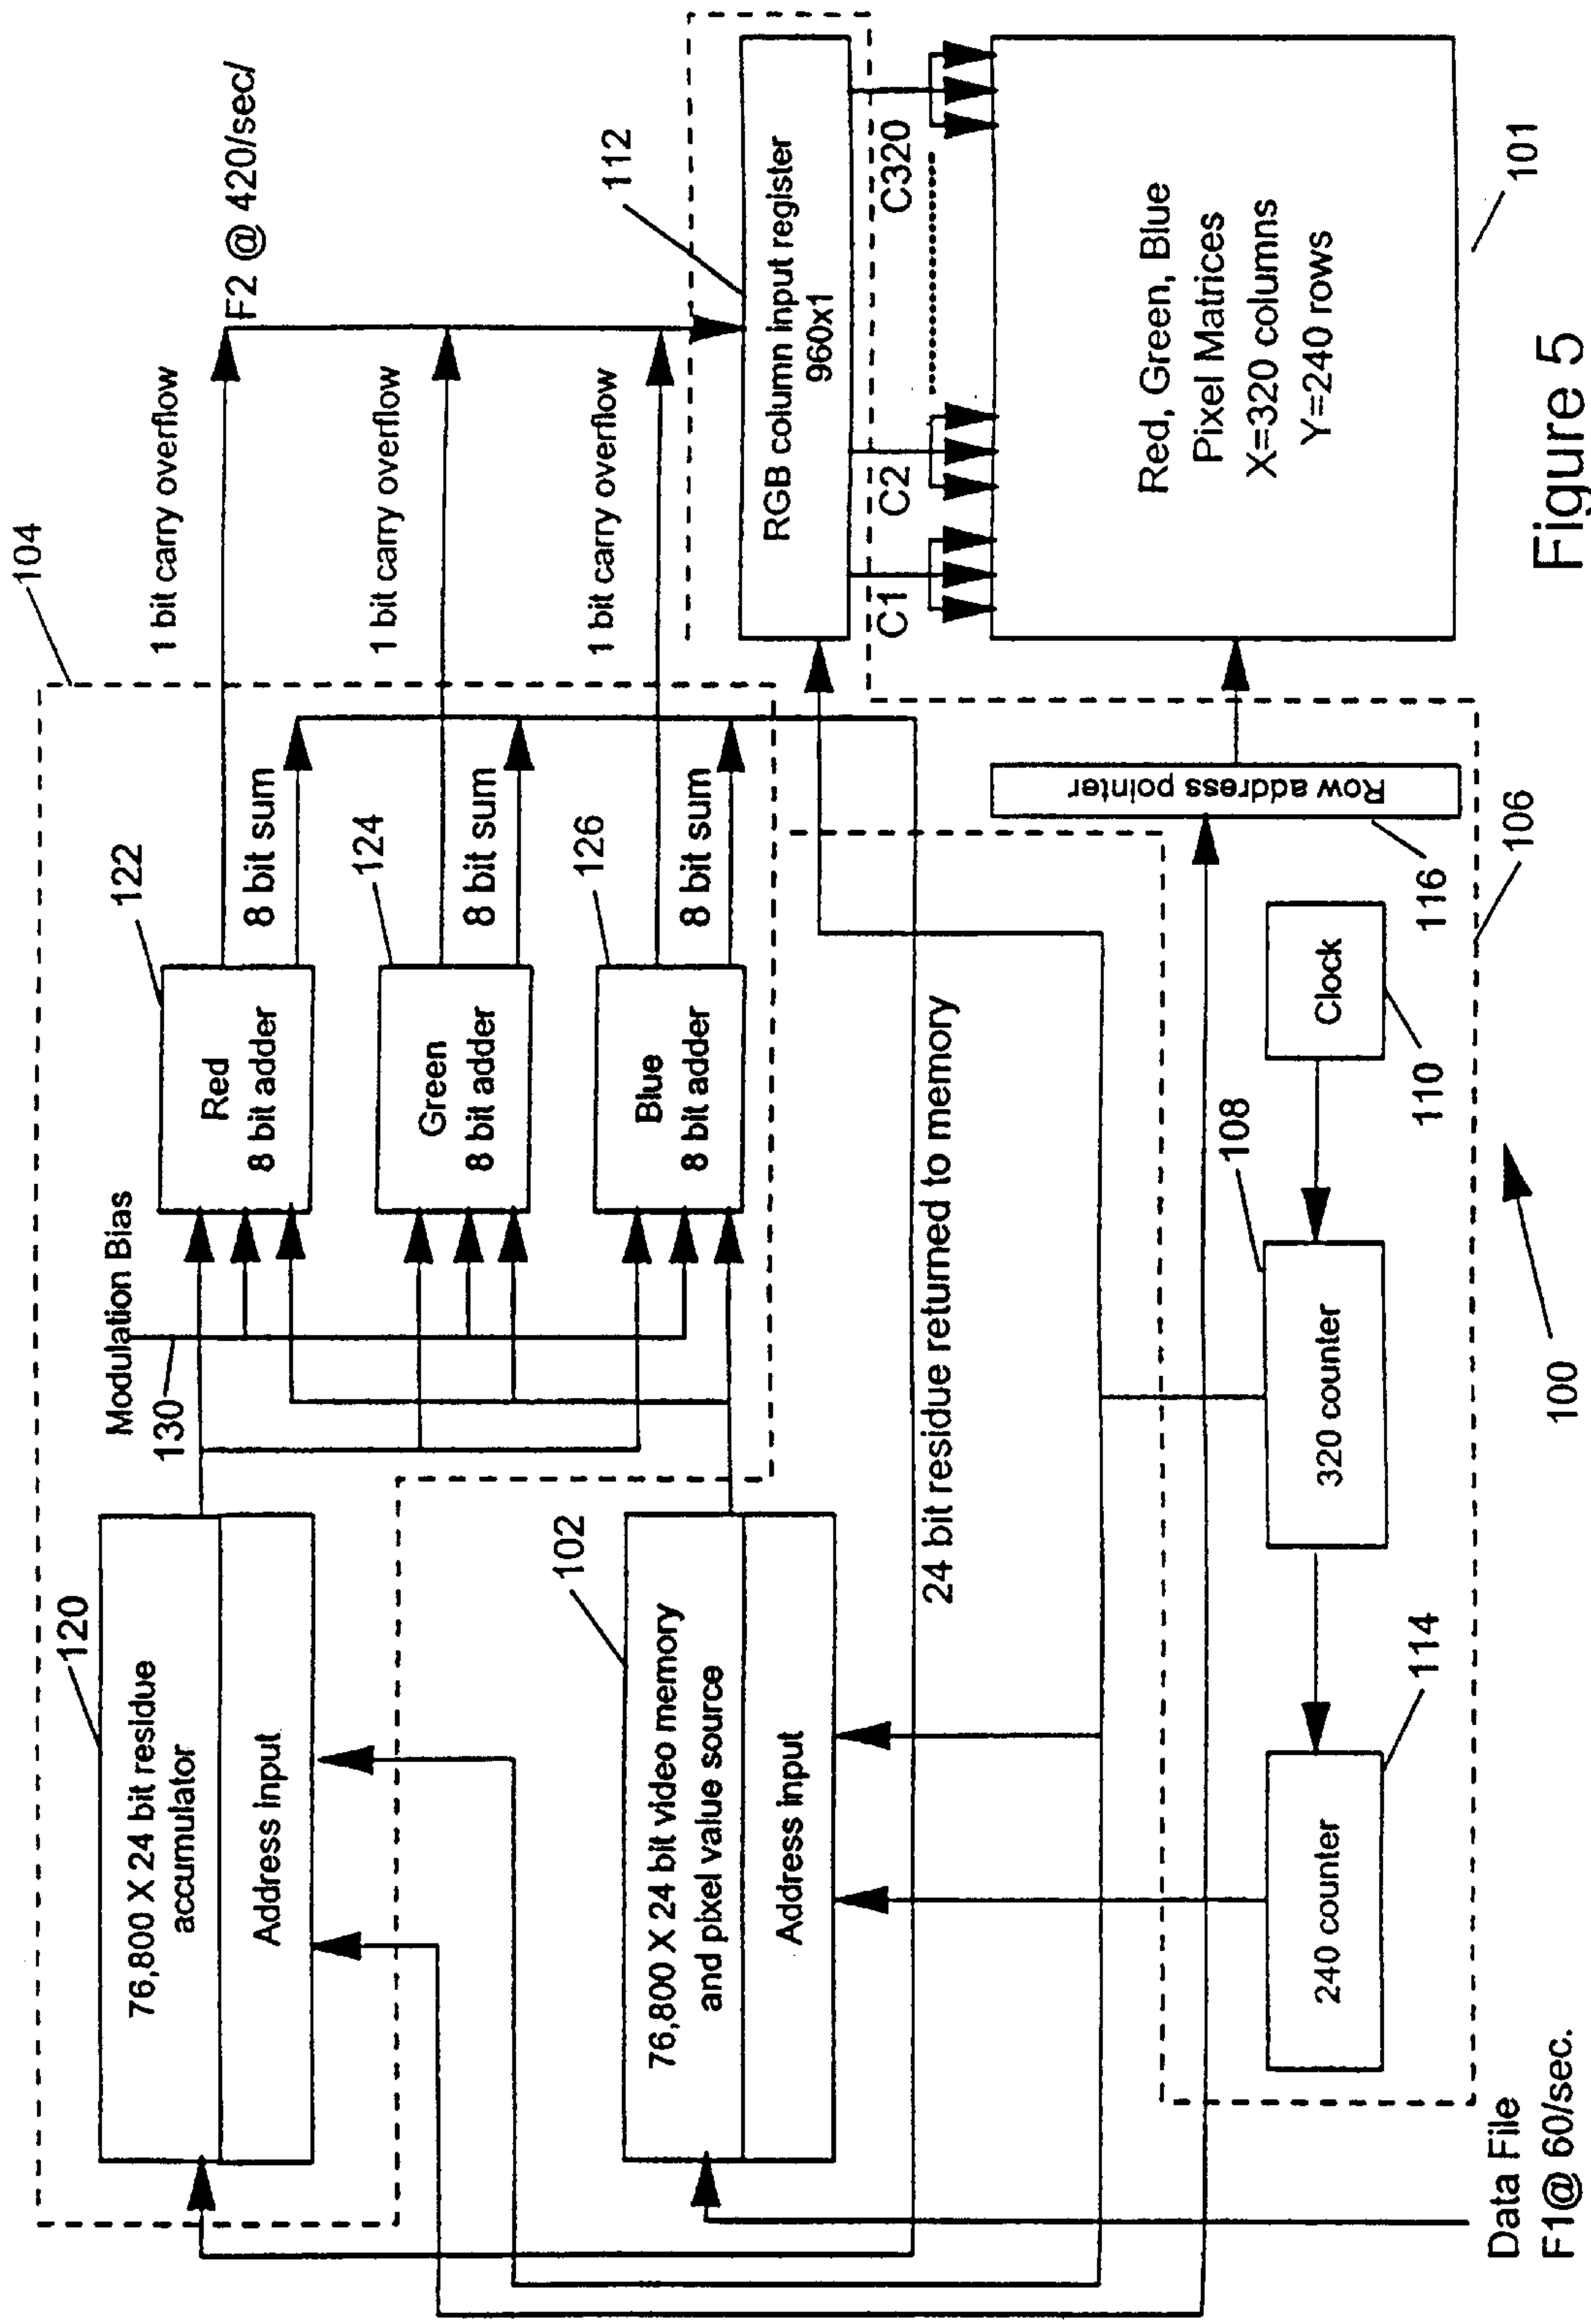 104
120
76,800 X 24 bit residue
accumulator
Address input
Modulation Bias
130
122
Red
8 bit adder
8 bit sum
1 bit carry overflow
F2 @ 420/sec/
124
Green
8 bit adder
8 bit sum
1 bit carry overflow
126
Blue
8 bit adder
8 bit sum
1 bit carry overflow
102
76,800 X 24 bit video memory
and pixel value source
Address input
112
RGB column input register
960x1
C1
C2
C320
24 bit residue returned to memory
Red, Green, Blue
Pixel Matrices
X=320 columns
Y=240 rows
101
Row address pointer
116
106
Clock
110
108
320 counter
114
240 counter
100
Data File
F1@ 60/sec.
Figure 5